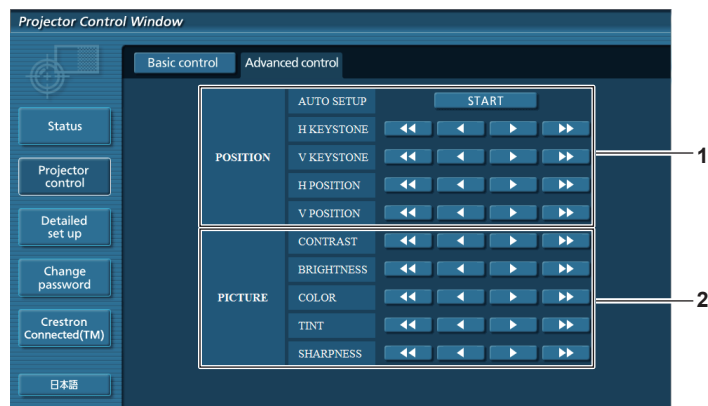 Projector Control Window
Basic control
Advanced control
Status
Projector
control
Detailed
set up
Change
password
Crestron
Connected(TM)
日本語
POSITION
AUTO SETUP
START
H KEYSTONE
V KEYSTONE
H POSITION
V POSITION
1
PICTURE
CONTRAST
BRIGHTNESS
COLOR
TINT
SHARPNESS
2